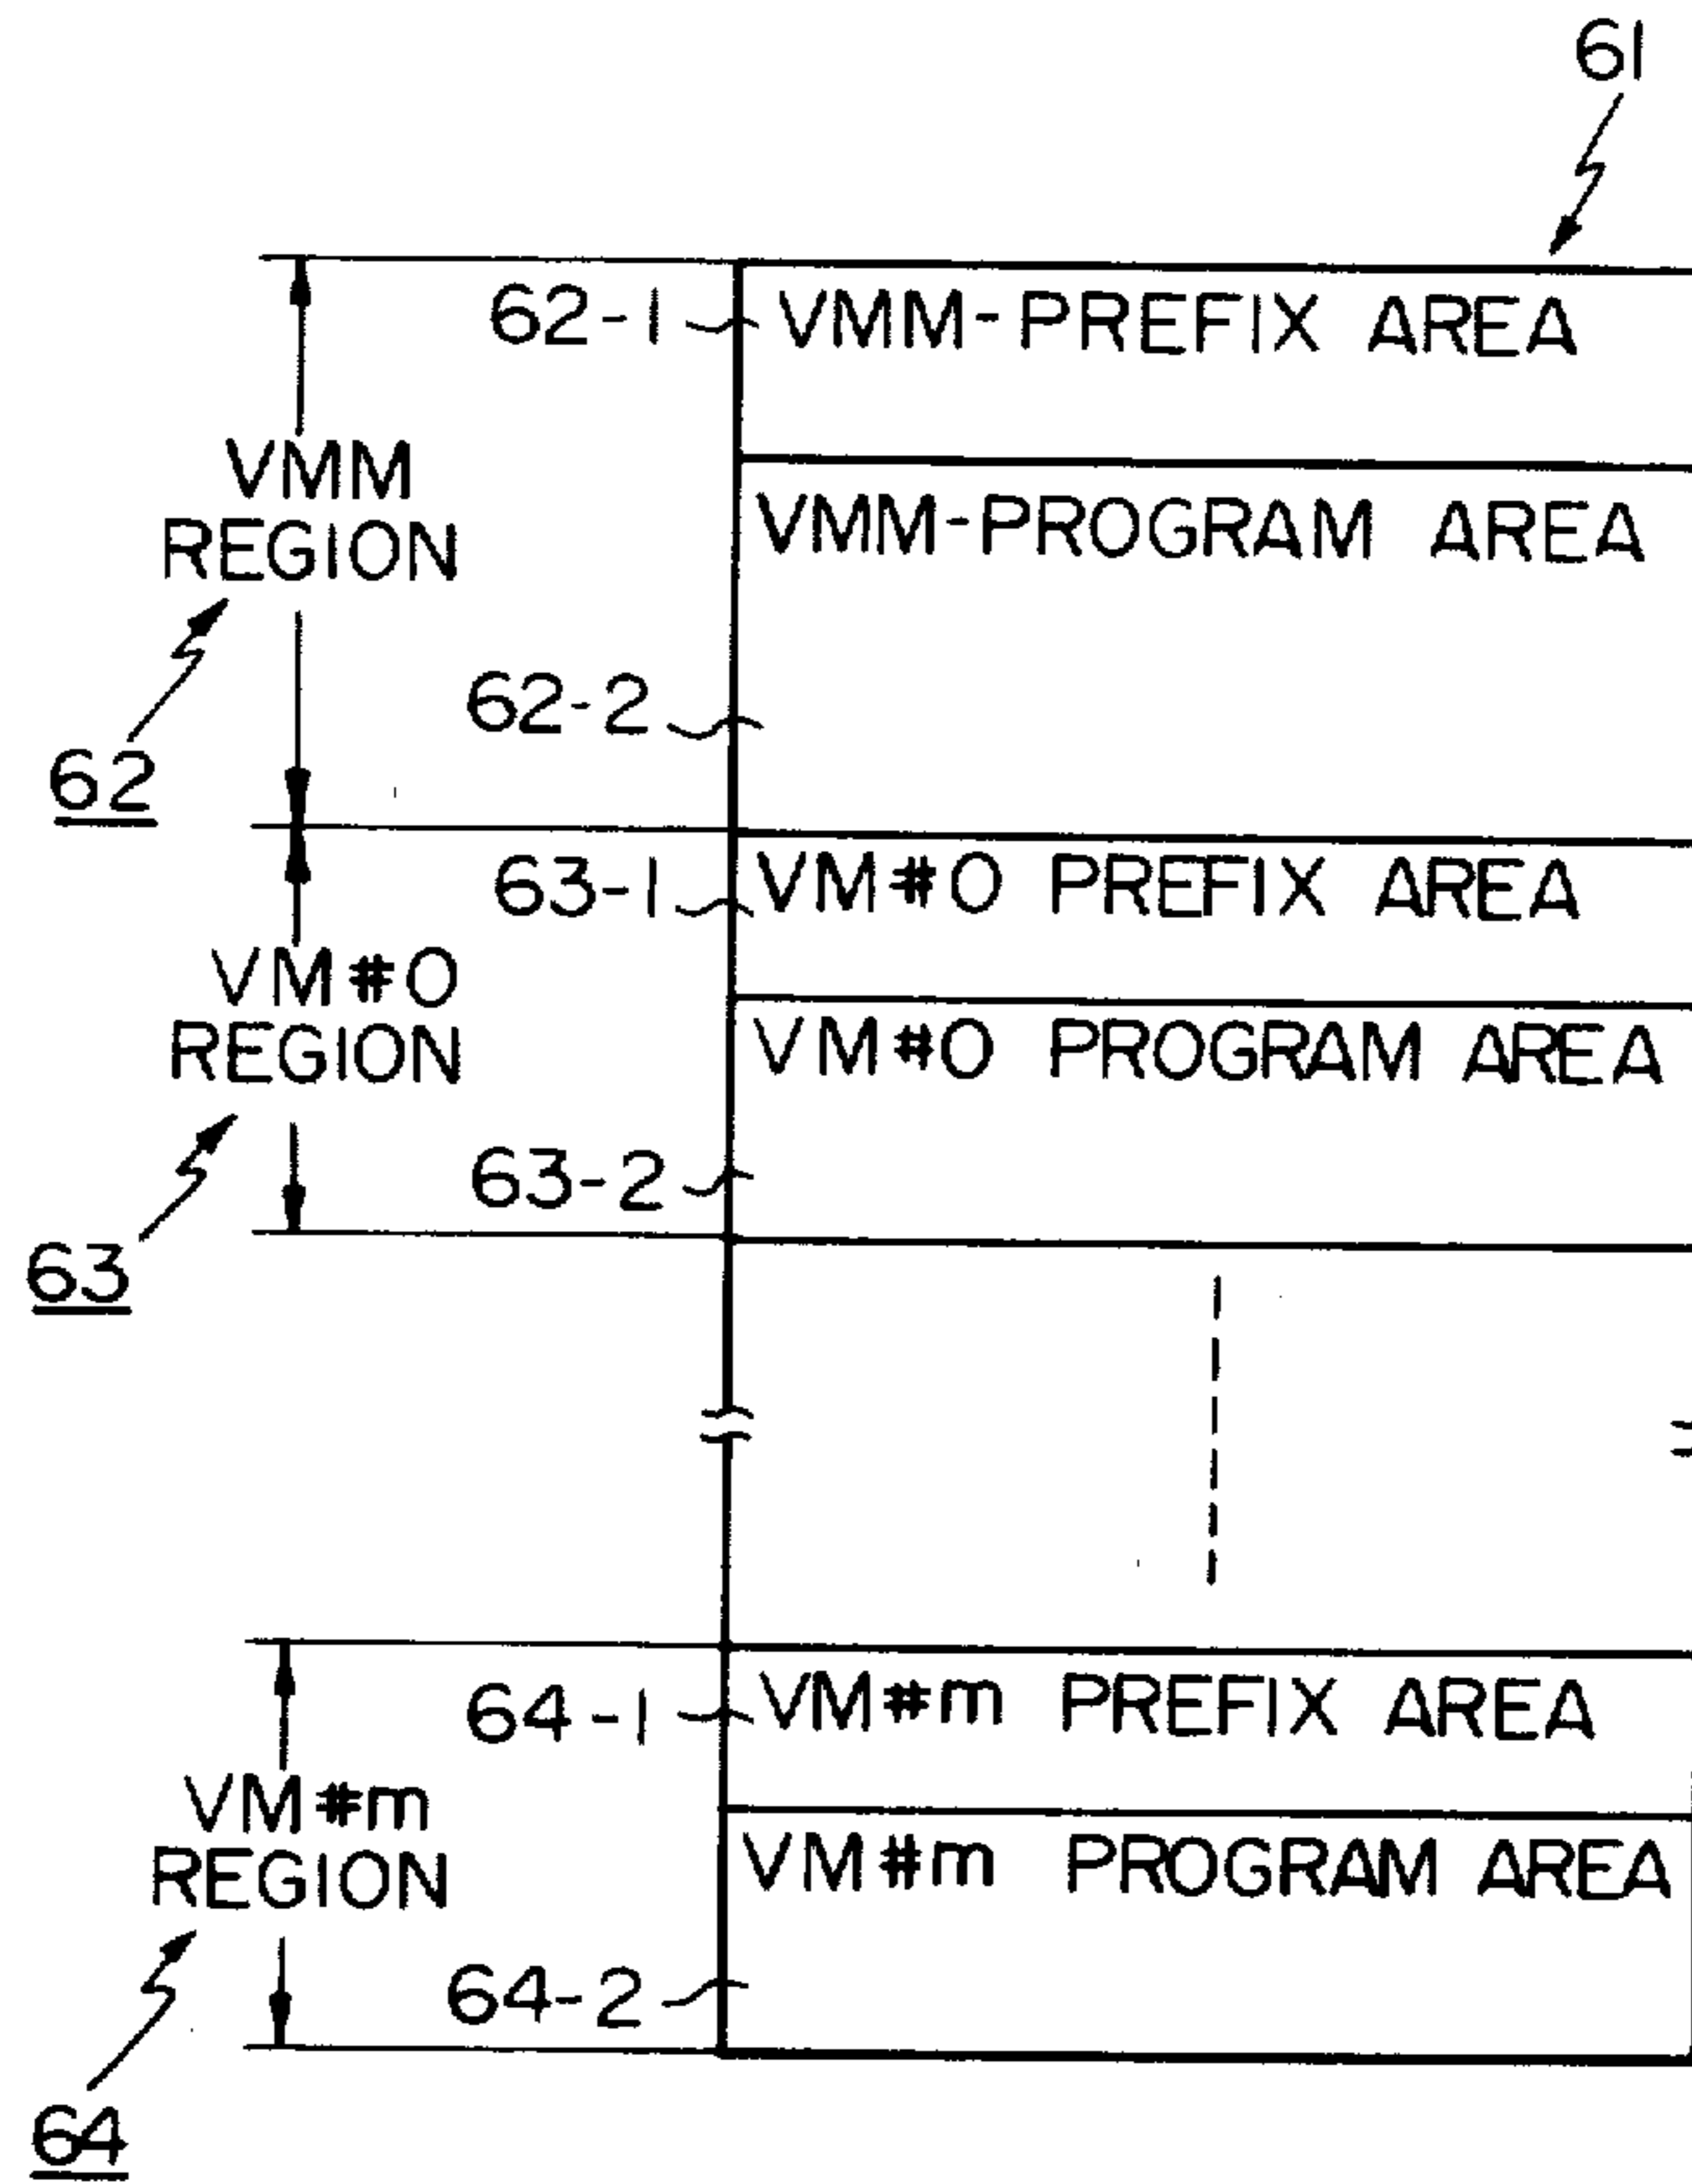 61
62-1
VMM-PREFIX AREA
VMM
REGION
VMM-PROGRAM AREA
62-2
62
63-1
VM#0 PREFIX AREA
VM#0
REGION
VM#0 PROGRAM AREA
63-2
63
64-1
VM#m PREFIX AREA
VM#m
REGION
VM#m PROGRAM AREA
64-2
64